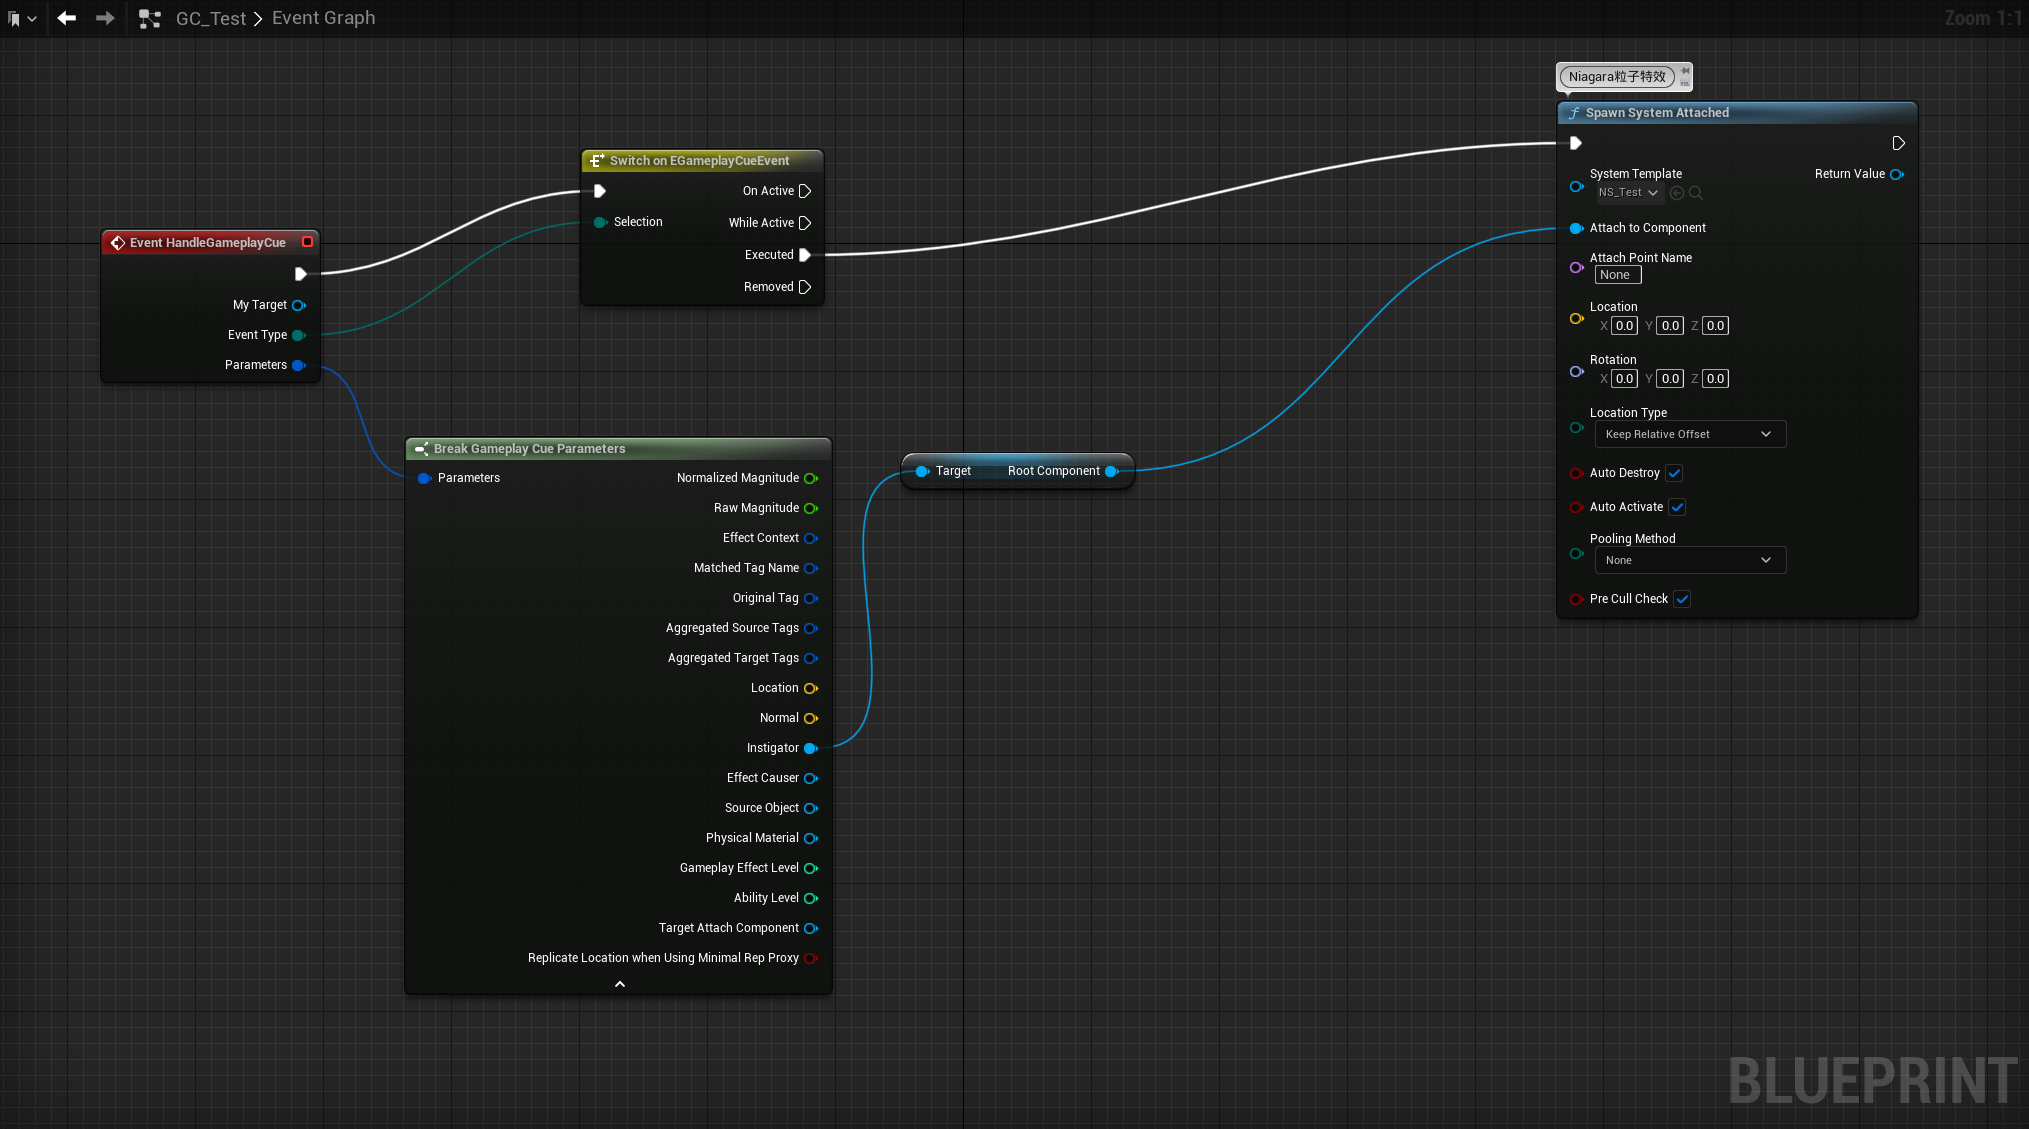 GC_Test > Event Graph
Zoom 1:1
Niagara粒子特效
Spawn System Attached
System Template
NS_Test
Return Value
Attach to Component
Attach Point Name
None
Location
X 0.0 Y 0.0 Z 0.0
Rotation
X 0.0 Y 0.0 Z 0.0
Location Type
Keep Relative Offset
Auto Destroy
Auto Activate
Pooling Method
None
Pre Cull Check
Switch on EGameplayCueEvent
On Active
Selection
While Active
Executed
Removed
Event HandleGameplayCue
My Target
Event Type
Parameters
Break Gameplay Cue Parameters
Parameters
Normalized Magnitude
Raw Magnitude
Effect Context
Matched Tag Name
Original Tag
Aggregated Source Tags
Aggregated Target Tags
Location
Normal
Instigator
Effect Causer
Source Object
Physical Material
Gameplay Effect Level
Ability Level
Target Attach Component
Replicate Location when Using Minimal Rep Proxy
Target Root Component
BLUEPRINT